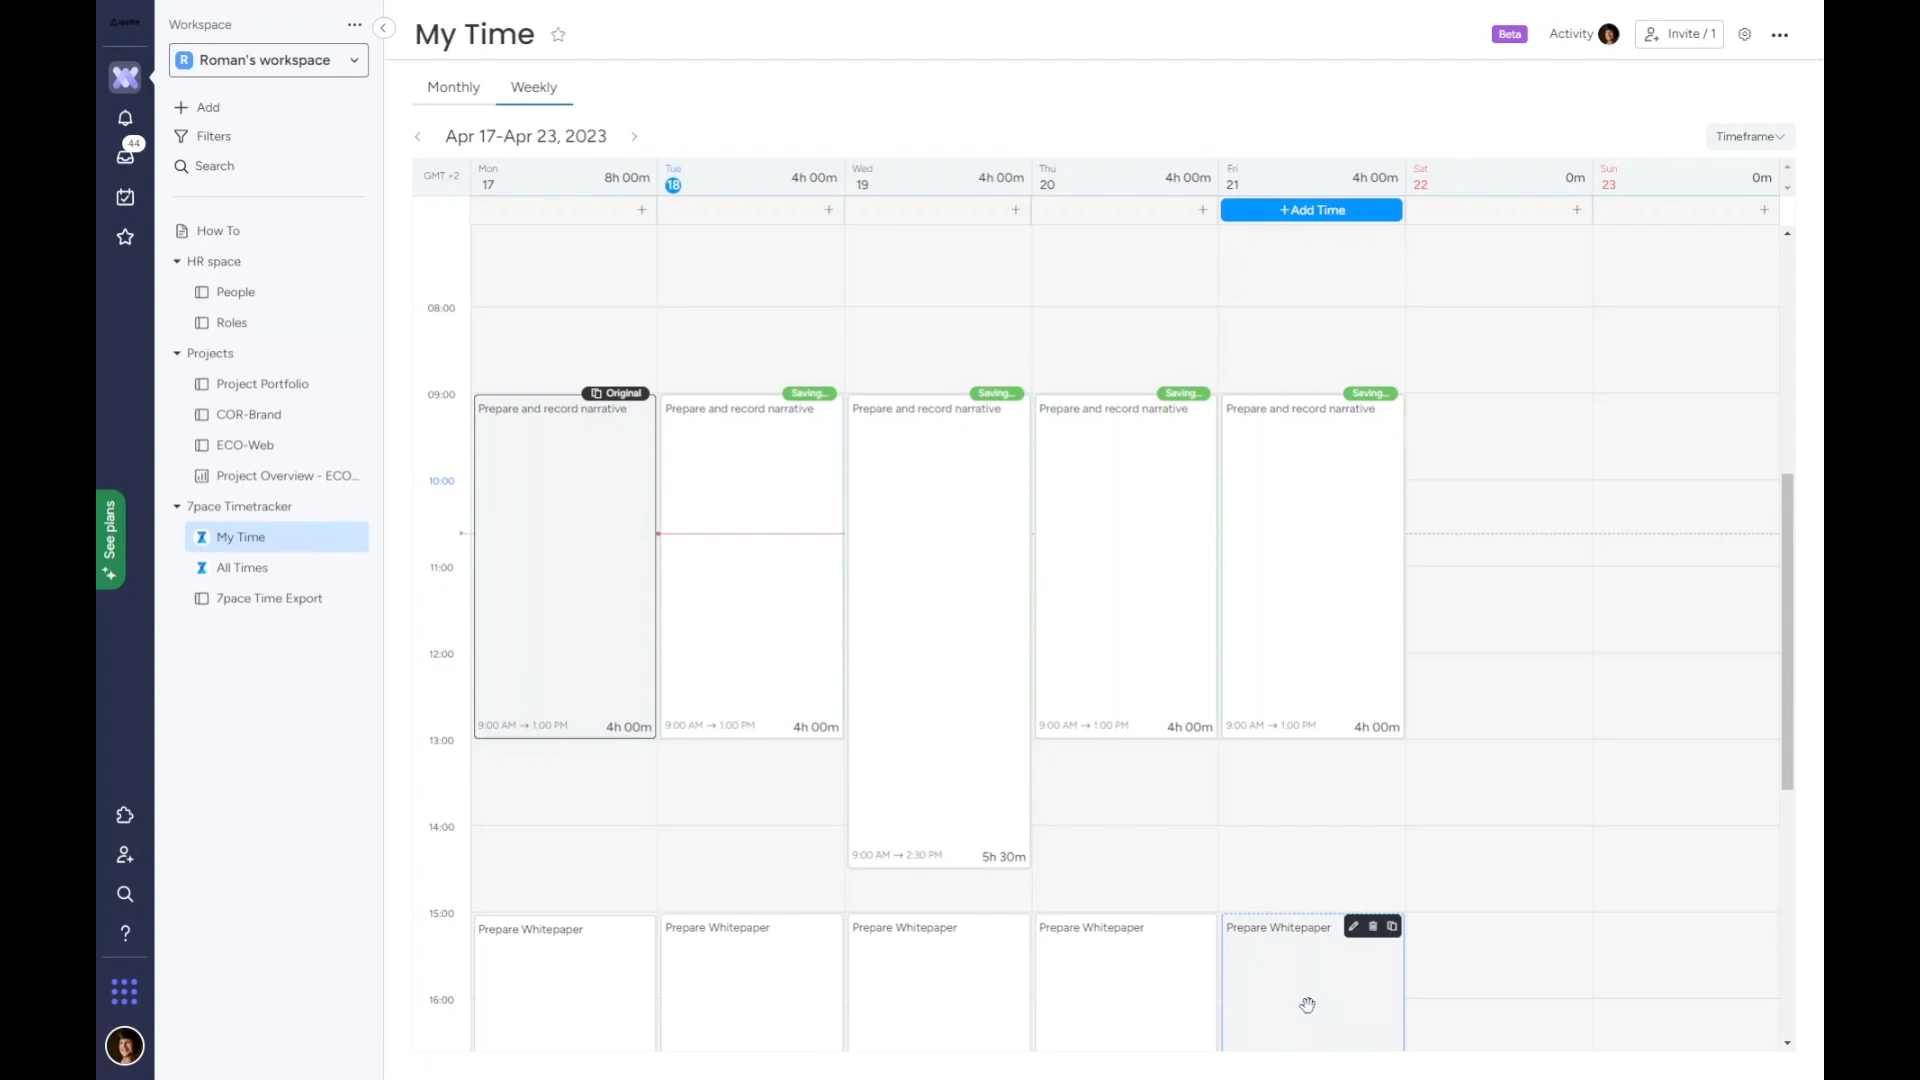 Workspace
R Roman's workspace
Add
Filters
Search
How To
HR space
People
Roles
Projects
Project Portfolio
COR-Brand
ECO-Web
Project Overview - ECO...
7pace Timetracker
My Time
All Times
7pace Time Export
44
See plans
?
My Time
Beta
Activity
Invite / 1
Monthly
Weekly
Apr 17-Apr 23, 2023
Timeframe
GMT +2
Mon
17
8h 00m
Tue
18
4h 00m
Wed
19
4h 00m
Thu
20
4h 00m
Fri
21
4h 00m
Sat
22
0m
Sun
23
0m
+ + + + +Add Time + +
08:00
09:00
10:00
11:00
12:00
13:00
14:00
15:00
16:00
Original
Prepare and record narrative
9:00 AM → 1:00 PM
4h 00m
Saving...
Prepare and record narrative
9:00 AM → 1:00 PM
4h 00m
Saving...
Prepare and record narrative
9:00 AM → 2:30 PM
5h 30m
Saving...
Prepare and record narrative
9:00 AM → 1:00 PM
4h 00m
Saving...
Prepare and record narrative
9:00 AM → 1:00 PM
4h 00m
Prepare Whitepaper
Prepare Whitepaper
Prepare Whitepaper
Prepare Whitepaper
Prepare Whitepaper